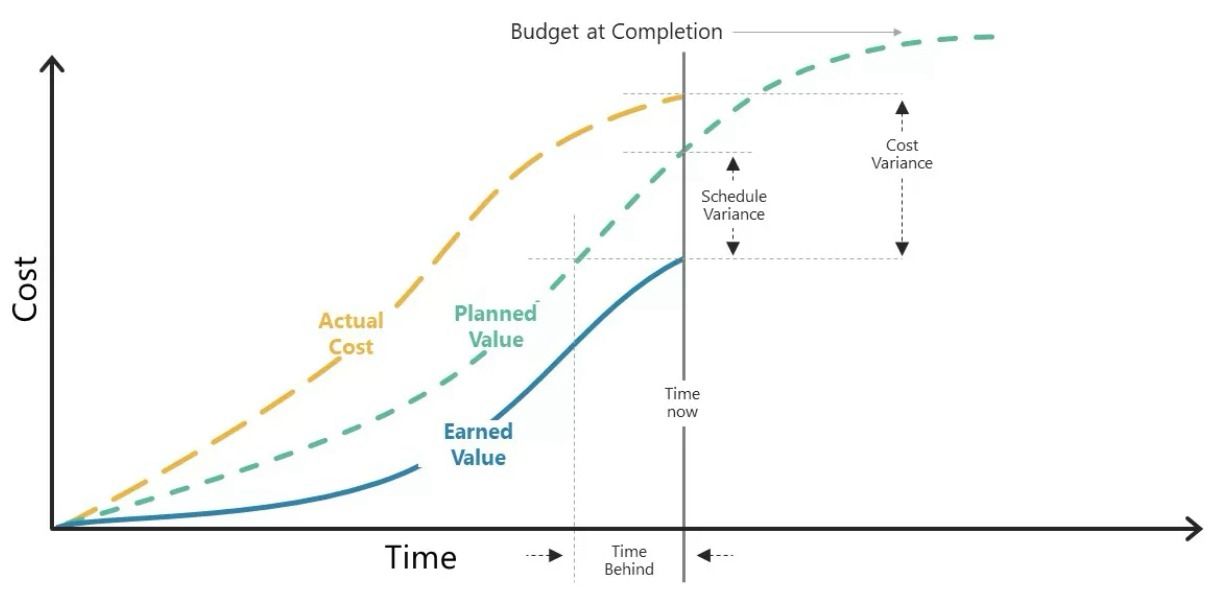 Budget at Completion
Cost
Variance
Schedule
Variance
Cost
Actual
Cost
Planned
Value
Time
now
Earned
Value
Time
Time
Behind